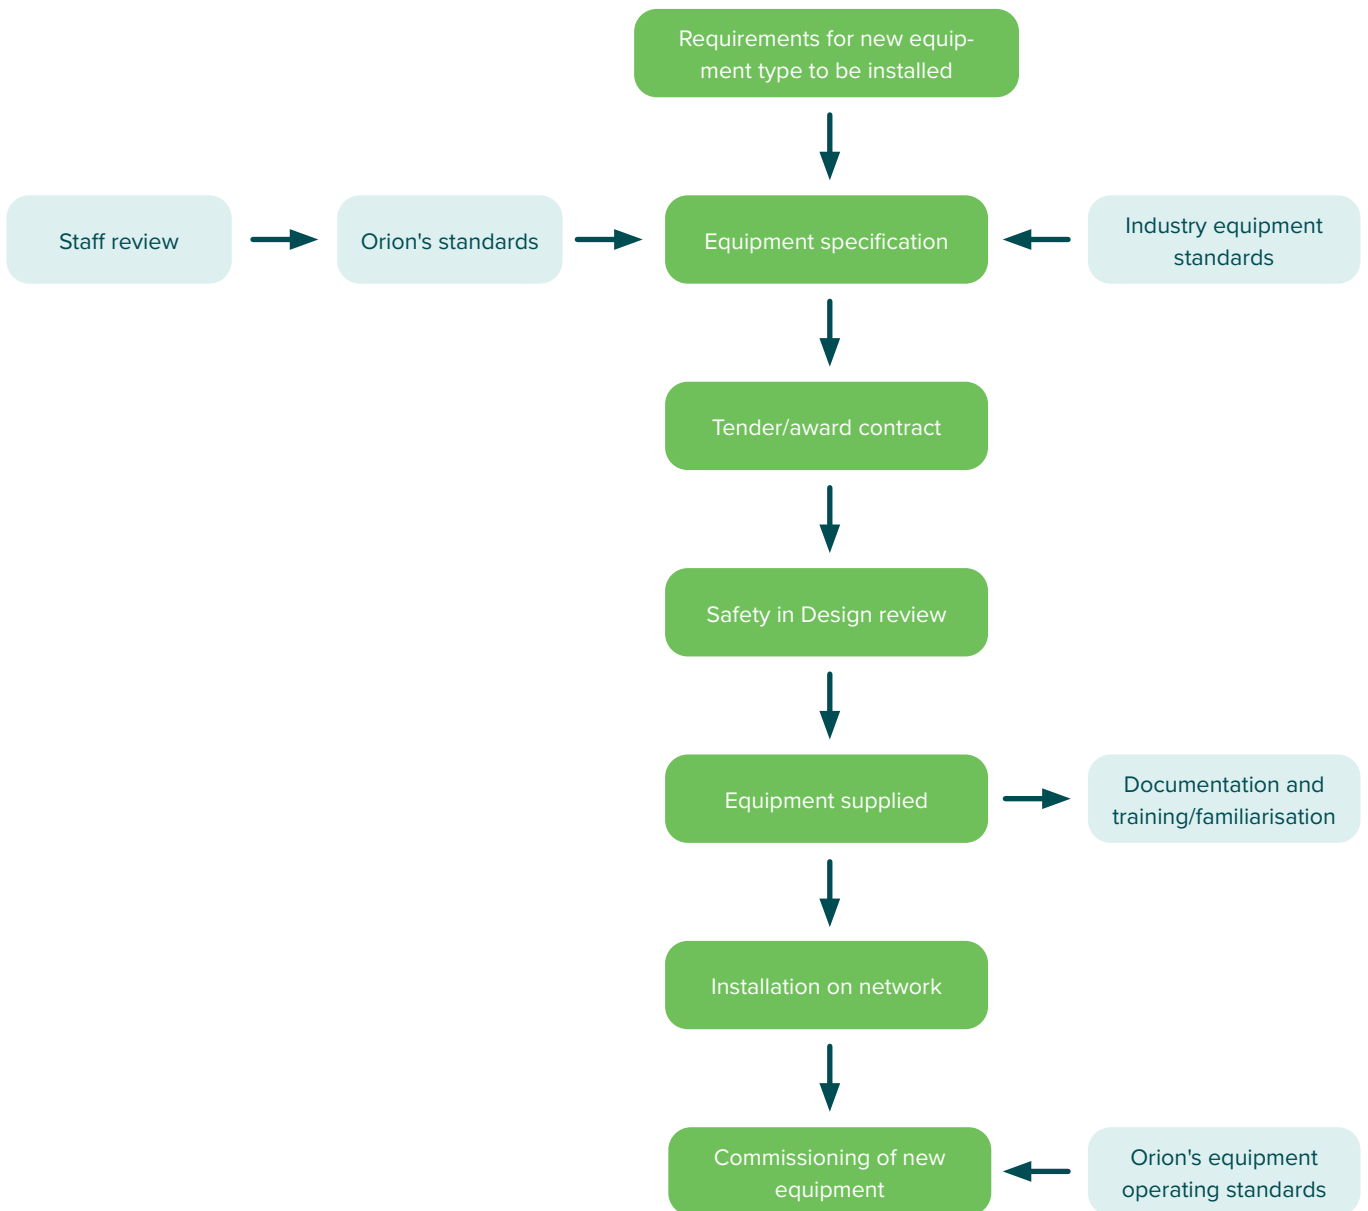 Requirements for new equip-
ment type to be installed
Staff review
Orion's standards
Equipment specification
Industry equipment
standards
Tender/award contract
Safety in Design review
Equipment supplied
Documentation and
training/familiarisation
Installation on network
Commissioning of new
equipment
Orion's equipment
operating standards